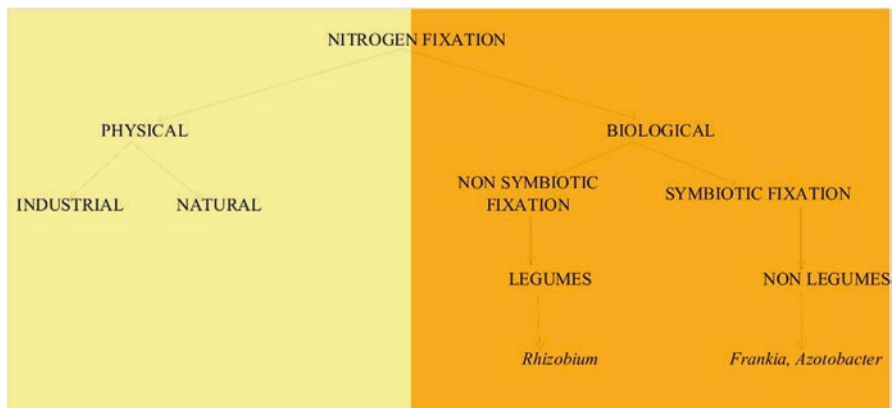 NITROGEN FIXATION
PHYSICAL
BIOLOGICAL
INDUSTRIAL
NATURAL
NON SYMBIOTIC
FIXATION
SYMBIOTIC FIXATION
LEGUMES
NON LEGUMES
Rhizobium
Frankia, Azotobacter